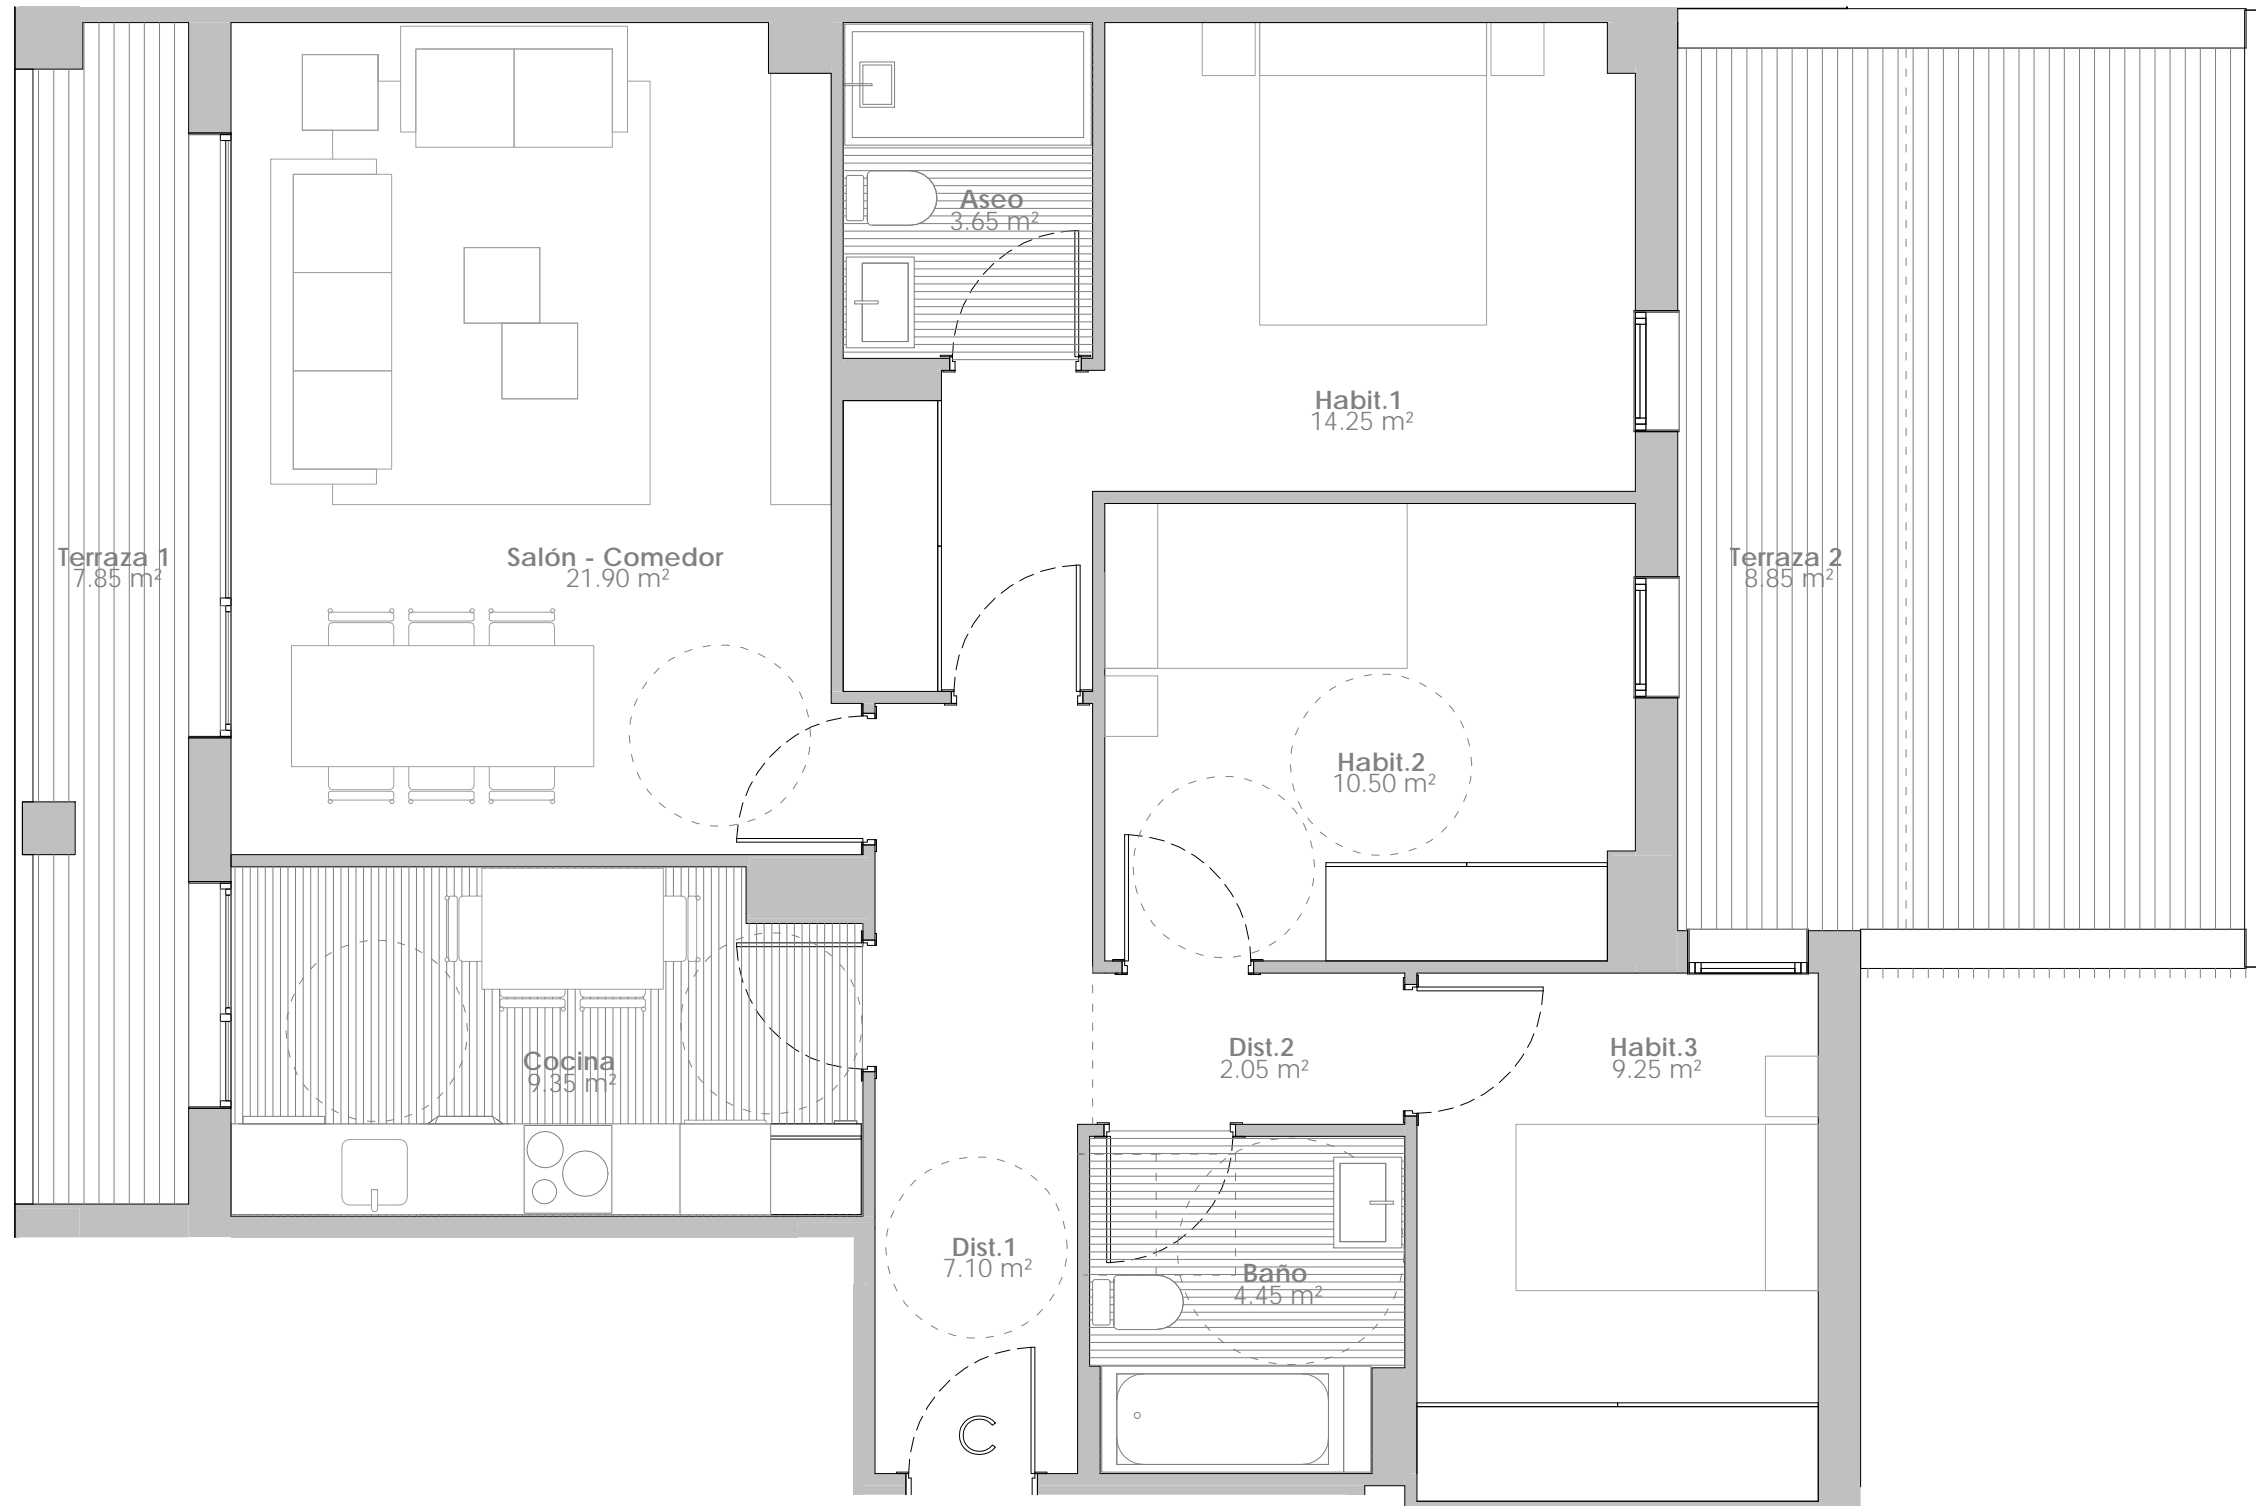 Aseo
3.65 m²
Habit.1
14.25 m²
Terraza 1
7.85 m²
Salón - Comedor
21.90 m²
Terraza 2
8.85 m²
Habit.2
10.50 m²
Cocina
9.35 m²
Dist.2
2.05 m²
Habit.3
9.25 m²
Dist.1
7.10 m²
Baño
4.45 m²
C